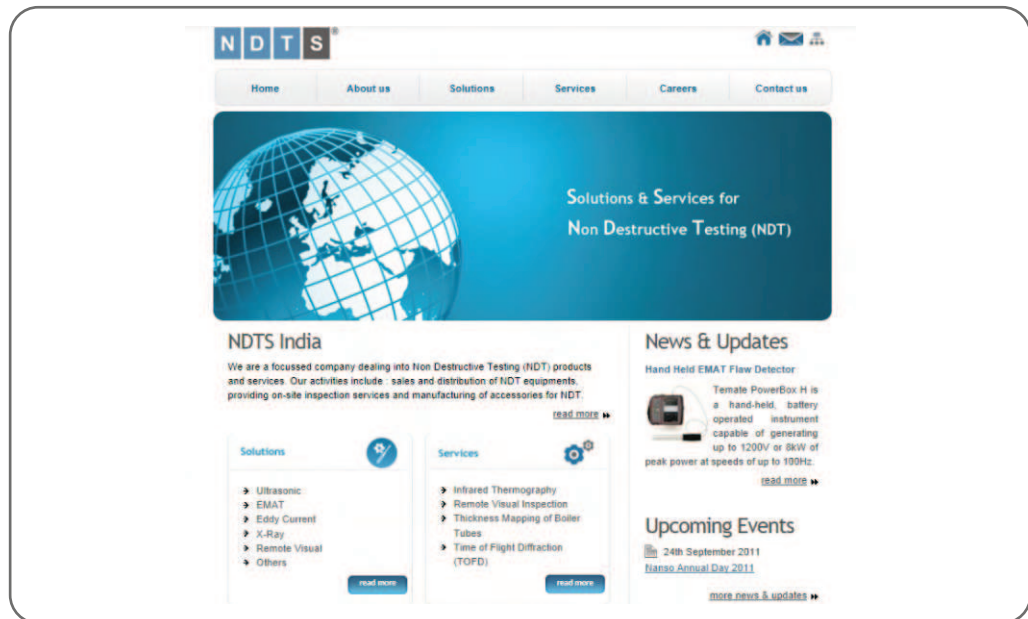 NDTS®
Home About us Solutions Services Careers Contact us
Solutions & Services for
Non Destructive Testing (NDT)
NDTS India
We are a focussed company dealing into Non Destructive Testing (NDT) products
and services. Our activities include : sales and distribution of NDT equipments,
providing on-site inspection services and manufacturing of accessories for NDT.
read more
Solutions
Ultrasonic
EMAT
Eddy Current
X-Ray
Remote Visual
Others
read more
Services
Infrared Thermography
Remote Visual Inspection
Thickness Mapping of Boiler
Tubes
Time of Flight Diffraction
(TOFD)
read more
News & Updates
Hand Held EMAT Flaw Detector
Temate PowerBox H is
a hand-held, battery
operated instrument
capable of generating
up to 1200V or 8kW of
peak power at speeds of up to 100Hz.
read more
Upcoming Events
24th September 2011
Nanso Annual Day 2011
more news & updates